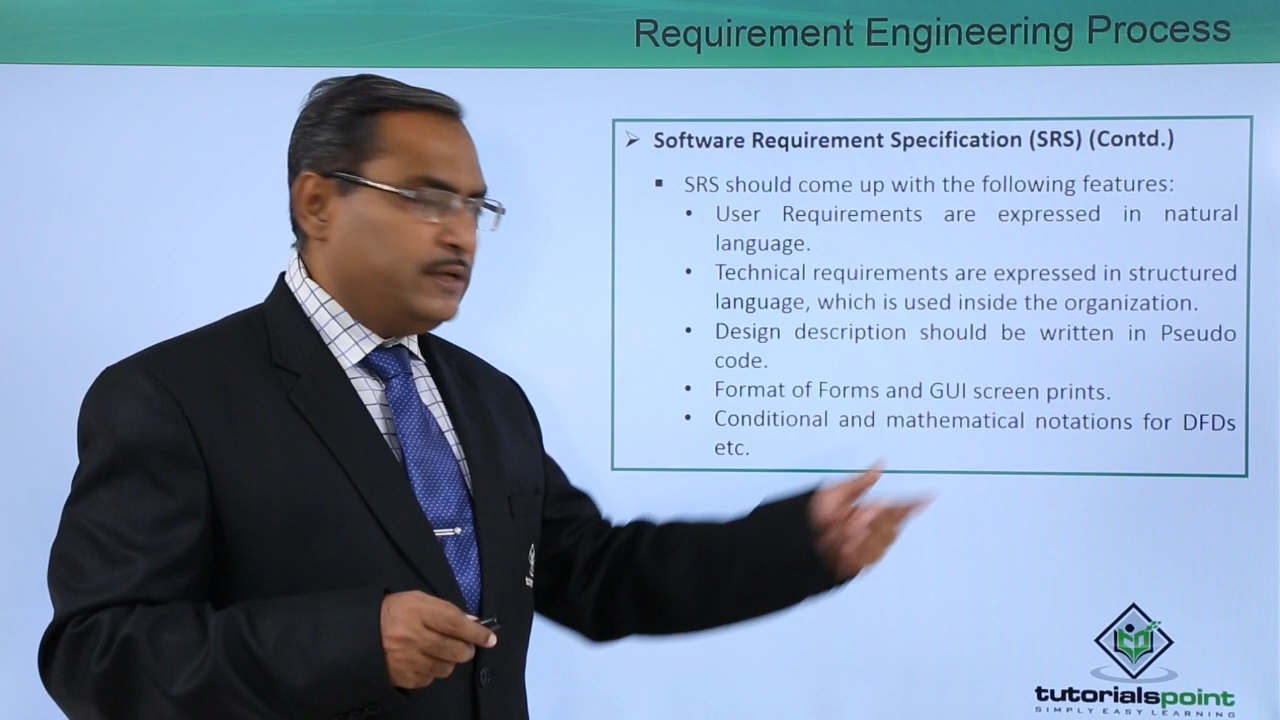 Requirement Engineering Process
➢ Software Requirement Specification (SRS) (Contd.)
▪ SRS should come up with the following features:
• User Requirements are expressed in natural
language.
• Technical requirements are expressed in structured
language, which is used inside the organization.
• Design description should be written in Pseudo
code.
• Format of Forms and GUI screen prints.
• Conditional and mathematical notations for DFDs
etc.
tutorialspoint
SIMPLY EASY LEARNING